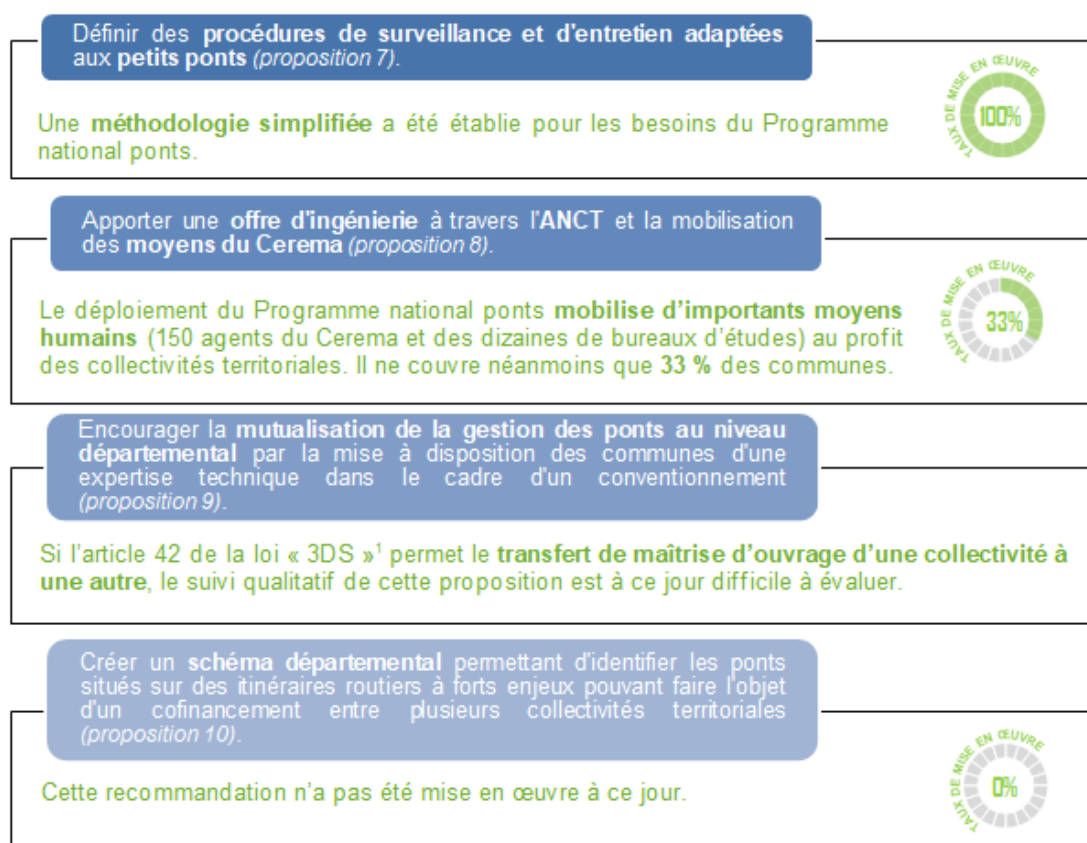 Définir des procédures de surveillance et d'entretien adaptées
aux petits ponts (proposition 7).
Une méthodologie simplifiée a été établie pour les besoins du Programme
national ponts.
TAUX DE MISE EN ŒUVRE
100%
Apporter une offre d'ingénierie à travers l'ANCT et la mobilisation
des moyens du Cerema (proposition 8).
Le déploiement du Programme national ponts mobilise d'importants moyens
humains (150 agents du Cerema et des dizaines de bureaux d'études) au profit
des collectivités territoriales. Il ne couvre néanmoins que 33 % des communes.
TAUX DE MISE EN ŒUVRE
33%
Encourager la mutualisation de la gestion des ponts au niveau
départemental par la mise à disposition des communes d'une
expertise technique dans le cadre d'un conventionnement
(proposition 9).
Si l'article 42 de la loi « 3DS »¹ permet le transfert de maîtrise d'ouvrage d'une collectivité à
une autre, le suivi qualitatif de cette proposition est à ce jour difficile à évaluer.
Créer un schéma départemental permettant d'identifier les ponts
situés sur des itinéraires routiers à forts enjeux pouvant faire l'objet
d'un cofinancement entre plusieurs collectivités territoriales
(proposition 10).
Cette recommandation n'a pas été mise en œuvre à ce jour.
TAUX DE MISE EN ŒUVRE
0%